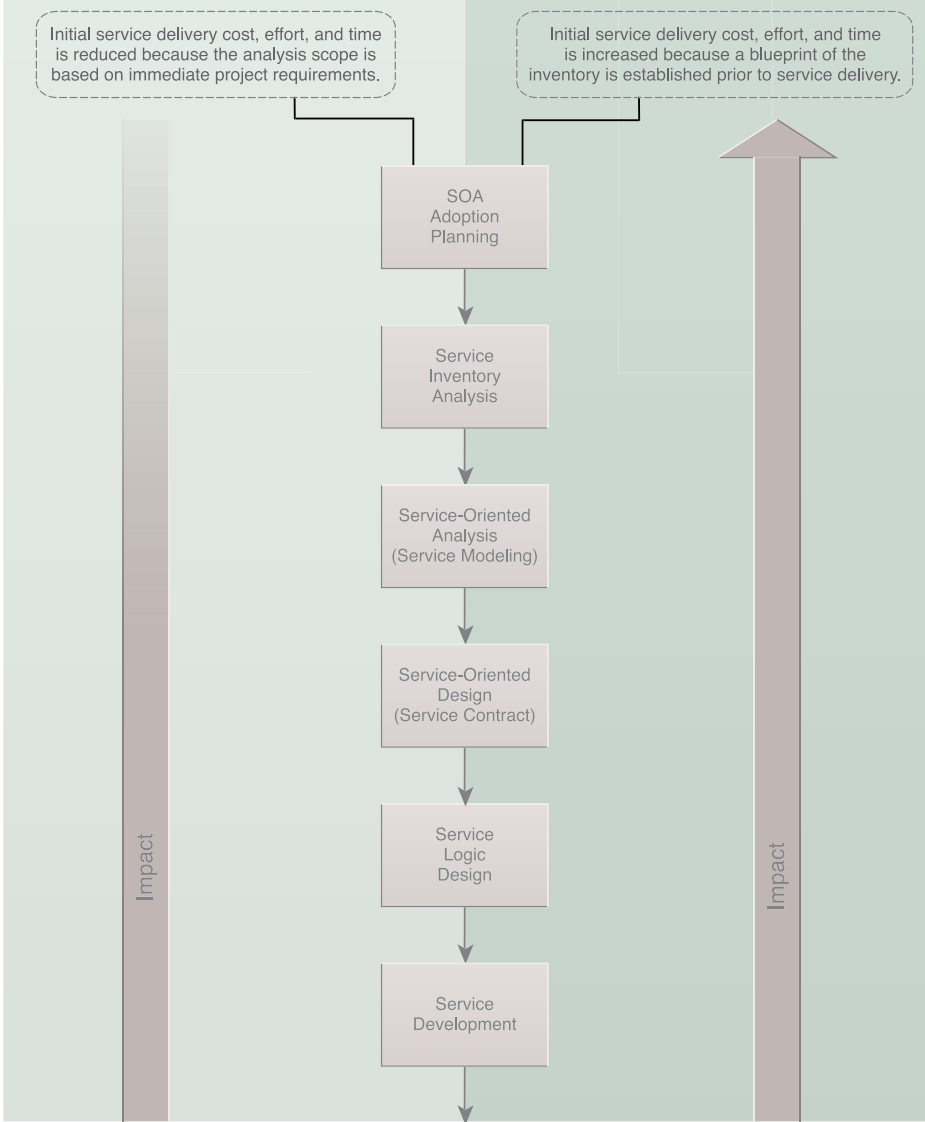 Initial service delivery cost, effort, and time
is reduced because the analysis scope is
based on immediate project requirements.
Initial service delivery cost, effort, and time
is increased because a blueprint of the
inventory is established prior to service delivery.
SOA
Adoption
Planning
Service
Inventory
Analysis
Service-Oriented
Analysis
(Service Modeling)
Service-Oriented
Design
(Service Contract)
Service
Logic
Design
Service
Development
Impact
Impact